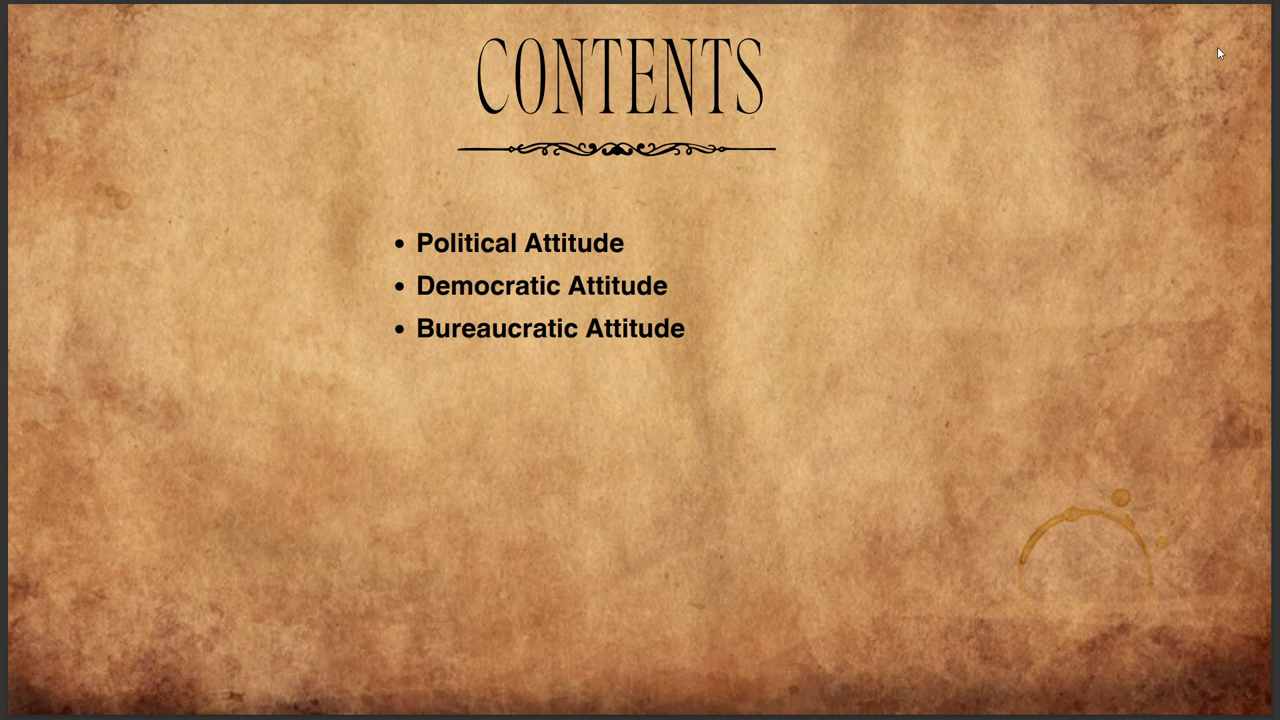 CONTENTS
• Political Attitude
• Democratic Attitude
• Bureaucratic Attitude